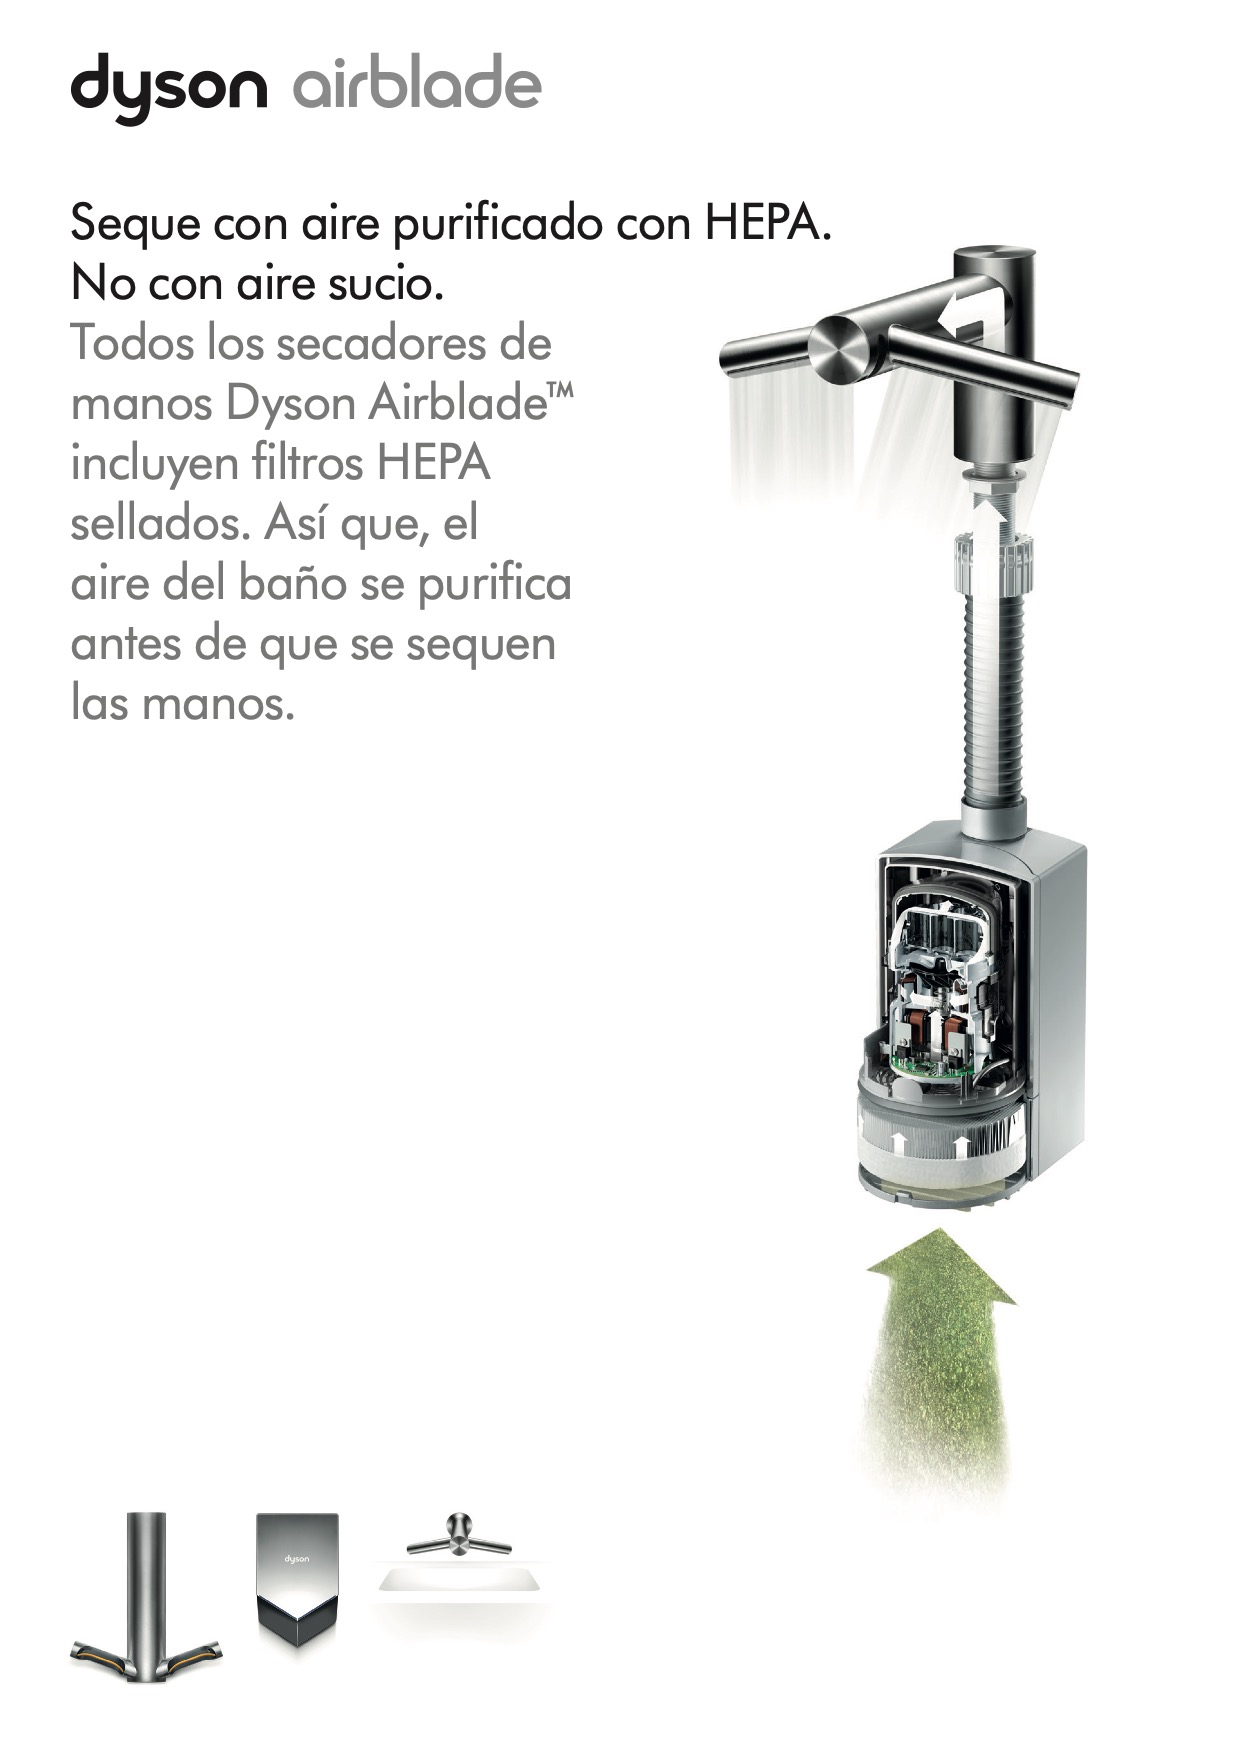 dyson airblade
Seque con aire purificado con HEPA.
No con aire sucio.
Todos los secadores de
manos Dyson Airblade™
incluyen filtros HEPA
sellados. Así que, el
aire del baño se purifica
antes de que se sequen
las manos.
dyson